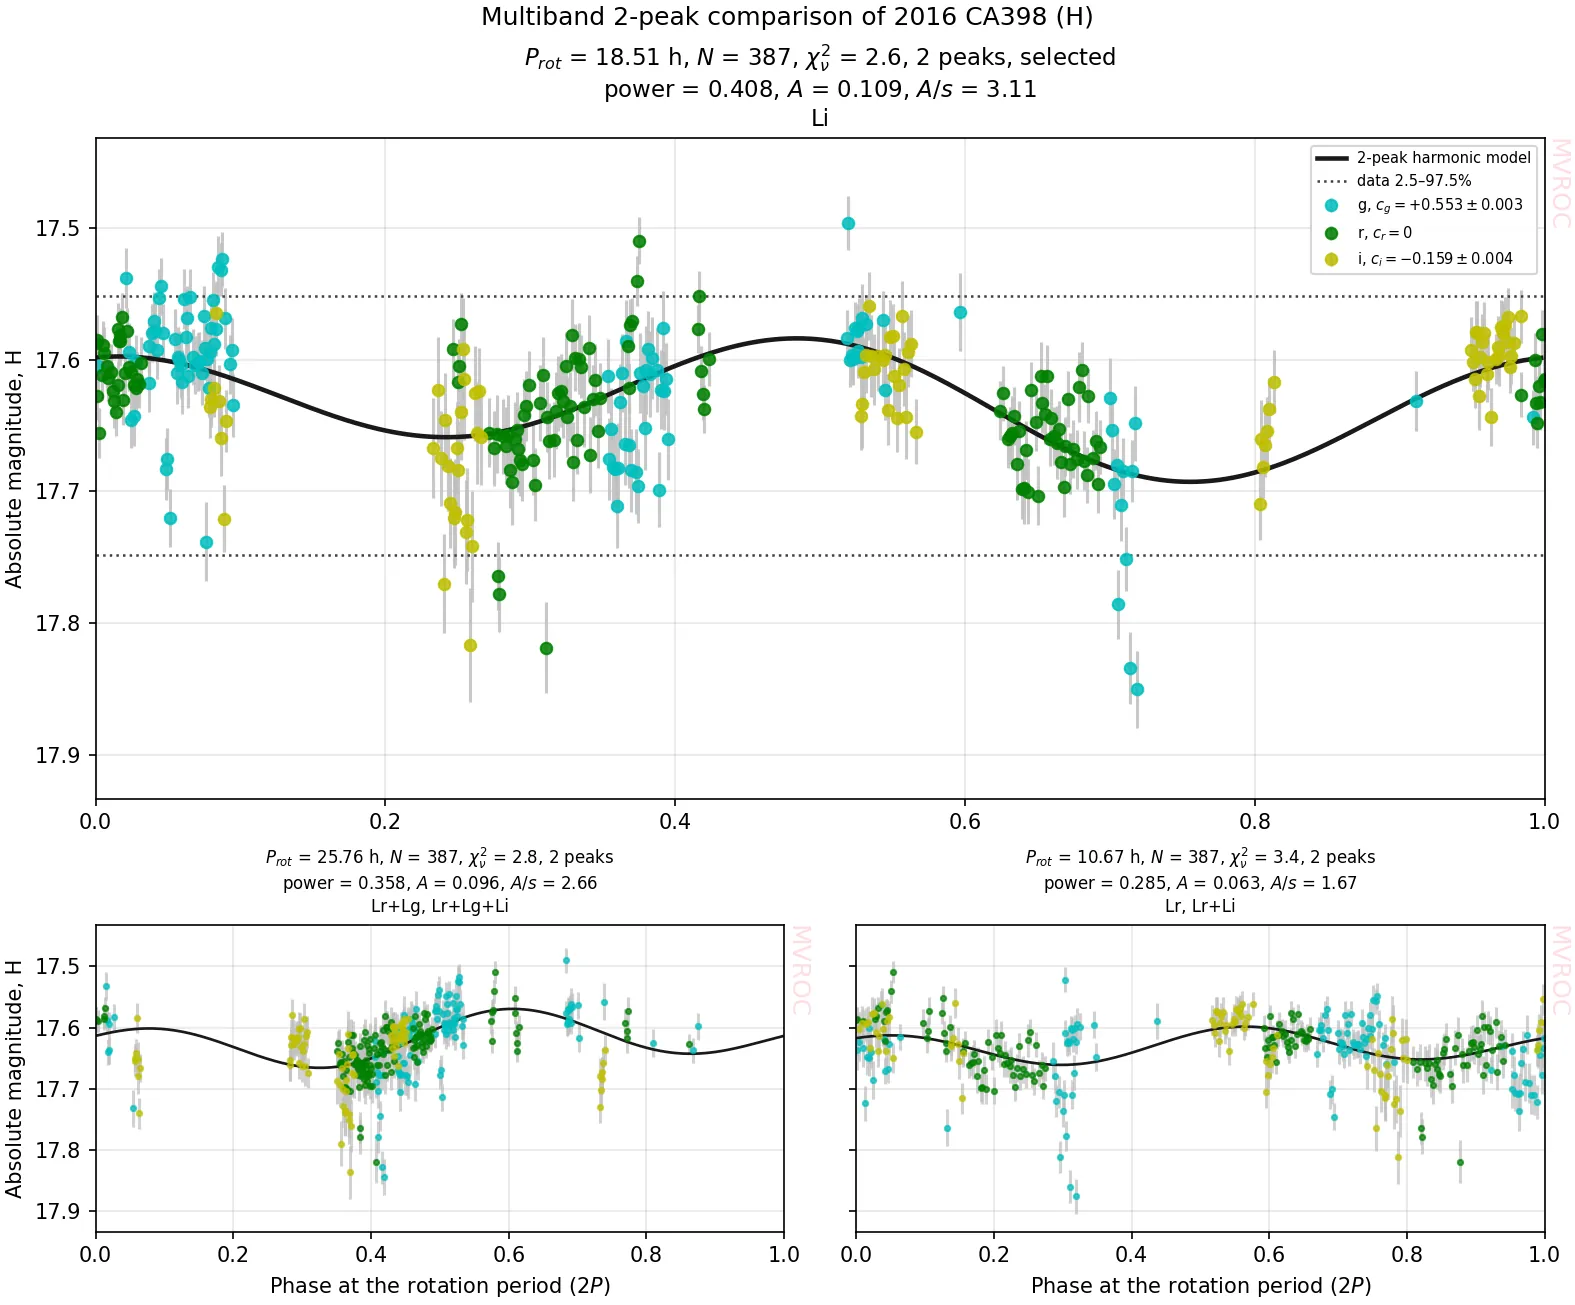 Multiband 2-peak comparison of 2016 CA398 (H)
P_rot = 18.51 h, N = 387, χ²_ν = 2.6, 2 peaks, selected
power = 0.408, A = 0.109, A/s = 3.11
Li
Absolute magnitude, H
17.5
17.6
17.7
17.8
17.9
0.0 0.2 0.4 0.6 0.8 1.0
2-peak harmonic model
data 2.5–97.5%
g, c_g = +0.553 ± 0.003
r, c_r = 0
i, c_i = −0.159 ± 0.004
MVROC
P_rot = 25.76 h, N = 387, χ²_ν = 2.8, 2 peaks
power = 0.358, A = 0.096, A/s = 2.66
Lr+Lg, Lr+Lg+Li
Absolute magnitude, H
17.5
17.6
17.7
17.8
17.9
0.0 0.2 0.4 0.6 0.8 1.0
Phase at the rotation period (2P)
MVROC
P_rot = 10.67 h, N = 387, χ²_ν = 3.4, 2 peaks
power = 0.285, A = 0.063, A/s = 1.67
Lr, Lr+Li
0.0 0.2 0.4 0.6 0.8 1.0
Phase at the rotation period (2P)
MVROC